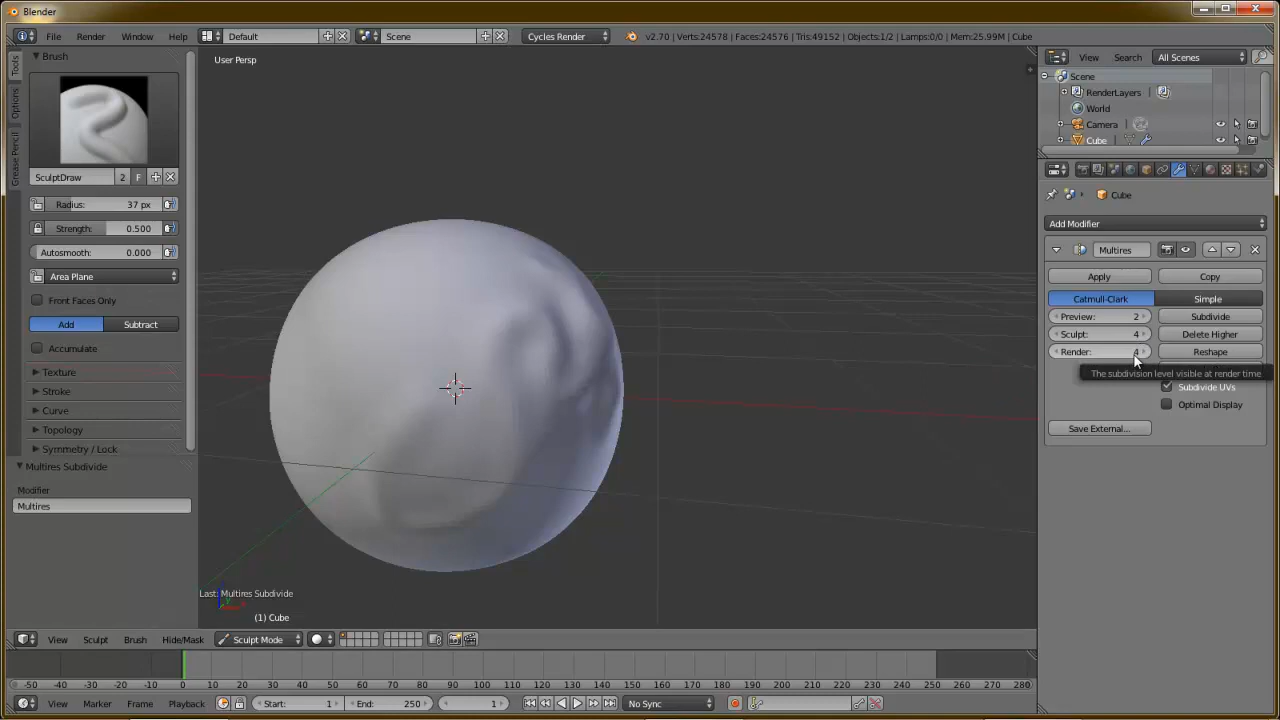 Blender
File Render Window Help Default Scene Cycles Render v2.70 | Verts:24578 | Faces:24576 | Tris:49152 | Objects:1/2 | Lamps:0/0 | Mem:25.99M | Cube
Tools
Options
Grease Pencil
Brush
SculptDraw 2 F
Radius: 37 px
Strength: 0.500
Autosmooth: 0.000
Area Plane
Front Faces Only
Add Subtract
Accumulate
Texture
Stroke
Curve
Topology
Symmetry / Lock
Multires Subdivide
Modifier
Multires
User Persp
Last: Multires Subdivide
(1) Cube
View Search All Scenes
Scene
RenderLayers
World
Camera
Cube
Cube
Add Modifier
Multires
Apply Copy
Catmull-Clark Simple
Preview: 2 Subdivide
Sculpt: 4 Delete Higher
Render: 4 Reshape
The subdivision level visible at render time
Subdivide UVs
Optimal Display
Save External...
View Sculpt Brush Hide/Mask Sculpt Mode
-50 -40 -30 -20 -10 0 10 20 30 40 50 60 70 80 90 100 110 120 130 140 150 160 170 180 190 200 210 220 230 240 250 260 270 280
View Marker Frame Playback Start: 1 End: 250 1 No Sync